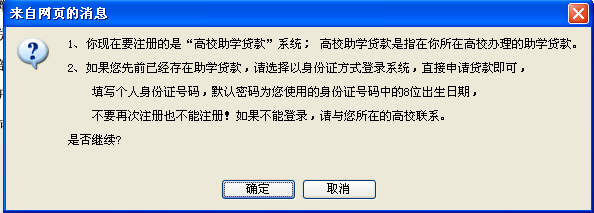 来自网页的消息
1、你现在要注册的是“高校助学贷款”系统； 高校助学贷款是指在你所在高校办理的助学贷款。
2、如果您先前已经存在助学贷款，请选择以身份证方式登录系统，直接申请贷款即可，
填写个人身份证号码，默认密码为您使用的身份证号码中的8位出生日期，
不要再次注册也不能注册！如果不能登录，请与您所在的高校联系。
是否继续?
确定 取消